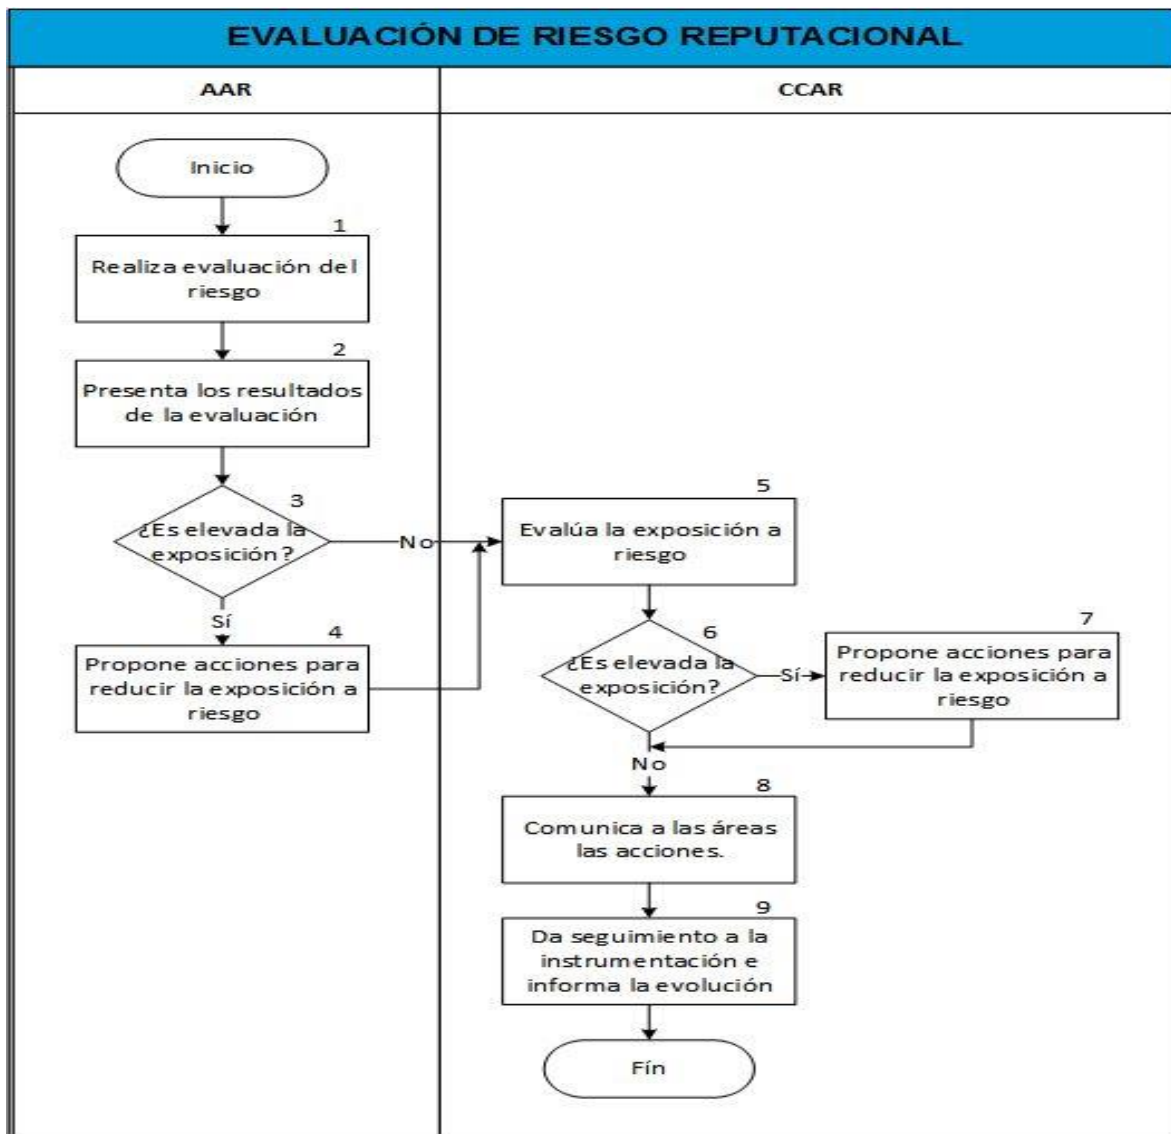 EVALUACIÓN DE RIESGO REPUTACIONAL
AAR
CCAR
Inicio
1
Realiza evaluación del
riesgo
2
Presenta los resultados
de la evaluación
3
¿Es elevada la
exposición?
No
Sí
4
Propone acciones para
reducir la exposición a
riesgo
5
Evalúa la exposición a
riesgo
6
¿Es elevada la
exposición?
Sí
7
Propone acciones para
reducir la exposición a
riesgo
No
8
Comunica a las áreas
las acciones.
9
Da seguimiento a la
instrumentación e
informa la evolución
Fín